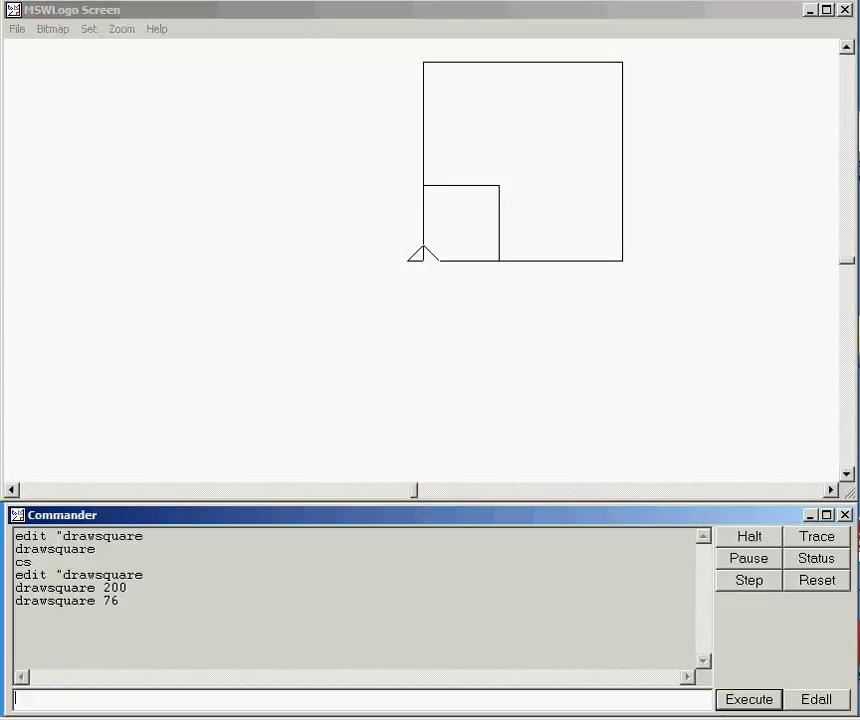 MSWLogo Screen
File Bitmap Set Zoom Help
Commander
edit "drawsquare
drawsquare
cs
edit "drawsquare
drawsquare 200
drawsquare 76
Halt Trace
Pause Status
Step Reset
Execute Edall